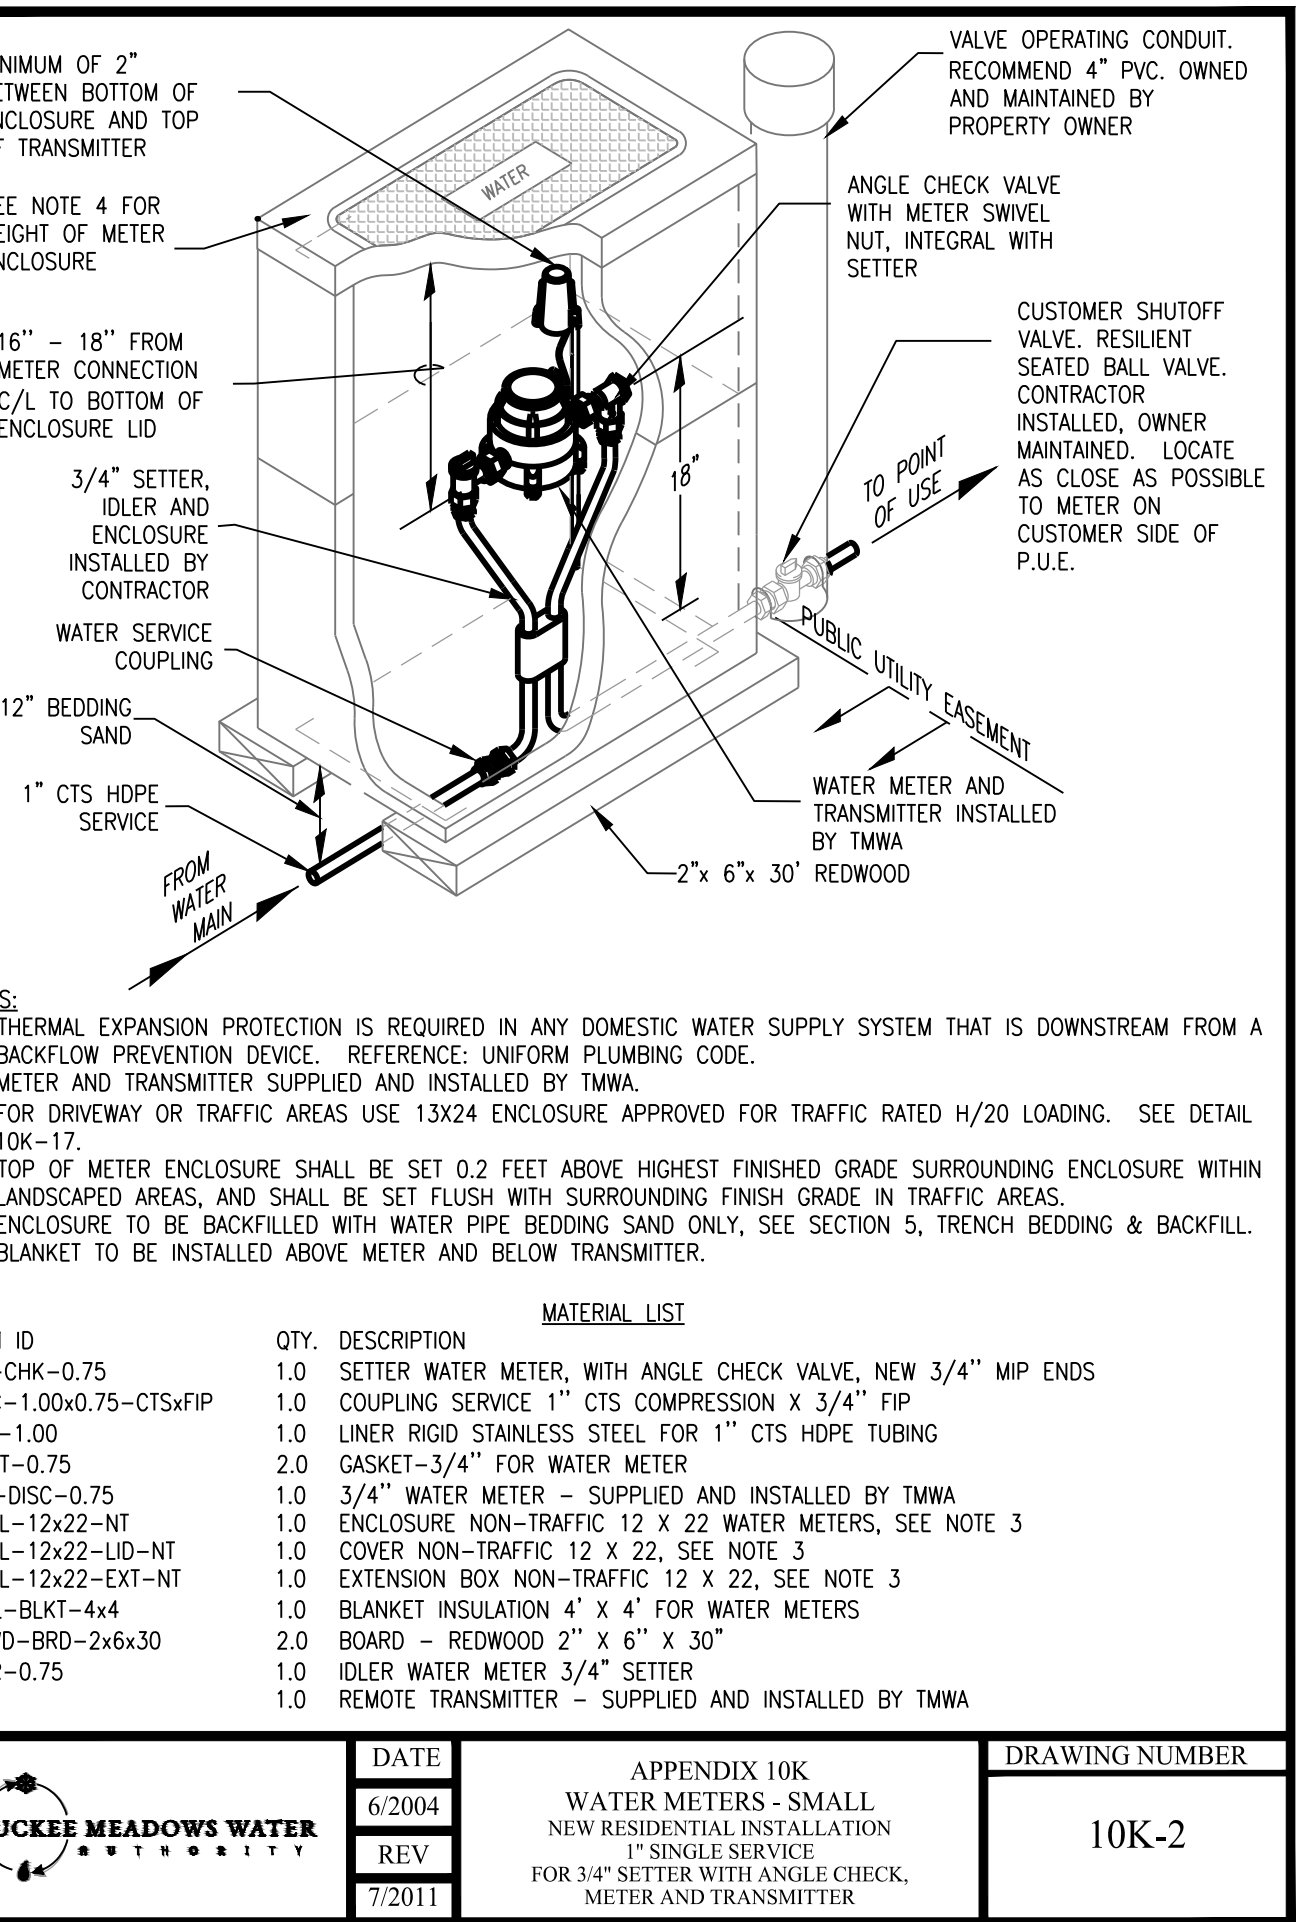 NIMUM OF 2"
ETWEEN BOTTOM OF
NCLOSURE AND TOP
F TRANSMITTER
EE NOTE 4 FOR
EIGHT OF METER
NCLOSURE
16'' – 18'' FROM
METER CONNECTION
C/L TO BOTTOM OF
ENCLOSURE LID
3/4" SETTER,
IDLER AND
ENCLOSURE
INSTALLED BY
CONTRACTOR
WATER SERVICE
COUPLING
12" BEDDING
SAND
1" CTS HDPE
SERVICE
FROM
WATER
MAIN
WATER
18"
VALVE OPERATING CONDUIT.
RECOMMEND 4" PVC. OWNED
AND MAINTAINED BY
PROPERTY OWNER
ANGLE CHECK VALVE
WITH METER SWIVEL
NUT, INTEGRAL WITH
SETTER
CUSTOMER SHUTOFF
VALVE. RESILIENT
SEATED BALL VALVE.
CONTRACTOR
INSTALLED, OWNER
MAINTAINED. LOCATE
AS CLOSE AS POSSIBLE
TO METER ON
CUSTOMER SIDE OF
P.U.E.
TO POINT
OF USE
PUBLIC UTILITY EASEMENT
WATER METER AND
TRANSMITTER INSTALLED
BY TMWA
2"x 6"x 30' REDWOOD
S:
THERMAL EXPANSION PROTECTION IS REQUIRED IN ANY DOMESTIC WATER SUPPLY SYSTEM THAT IS DOWNSTREAM FROM A
BACKFLOW PREVENTION DEVICE. REFERENCE: UNIFORM PLUMBING CODE.
METER AND TRANSMITTER SUPPLIED AND INSTALLED BY TMWA.
FOR DRIVEWAY OR TRAFFIC AREAS USE 13X24 ENCLOSURE APPROVED FOR TRAFFIC RATED H/20 LOADING. SEE DETAIL
10K–17.
TOP OF METER ENCLOSURE SHALL BE SET 0.2 FEET ABOVE HIGHEST FINISHED GRADE SURROUNDING ENCLOSURE WITHIN
LANDSCAPED AREAS, AND SHALL BE SET FLUSH WITH SURROUNDING FINISH GRADE IN TRAFFIC AREAS.
ENCLOSURE TO BE BACKFILLED WITH WATER PIPE BEDDING SAND ONLY, SEE SECTION 5, TRENCH BEDDING & BACKFILL.
BLANKET TO BE INSTALLED ABOVE METER AND BELOW TRANSMITTER.
MATERIAL LIST
ID QTY. DESCRIPTION
–CHK–0.75 1.0 SETTER WATER METER, WITH ANGLE CHECK VALVE, NEW 3/4'' MIP ENDS
–1.00x0.75–CTSxFIP 1.0 COUPLING SERVICE 1'' CTS COMPRESSION X 3/4'' FIP
–1.00 1.0 LINER RIGID STAINLESS STEEL FOR 1'' CTS HDPE TUBING
T–0.75 2.0 GASKET–3/4'' FOR WATER METER
–DISC–0.75 1.0 3/4'' WATER METER – SUPPLIED AND INSTALLED BY TMWA
L–12x22–NT 1.0 ENCLOSURE NON–TRAFFIC 12 X 22 WATER METERS, SEE NOTE 3
L–12x22–LID–NT 1.0 COVER NON–TRAFFIC 12 X 22, SEE NOTE 3
L–12x22–EXT–NT 1.0 EXTENSION BOX NON–TRAFFIC 12 X 22, SEE NOTE 3
–BLKT–4x4 1.0 BLANKET INSULATION 4' X 4' FOR WATER METERS
D–BRD–2x6x30 2.0 BOARD – REDWOOD 2'' X 6'' X 30"
–0.75 1.0 IDLER WATER METER 3/4" SETTER
1.0 REMOTE TRANSMITTER – SUPPLIED AND INSTALLED BY TMWA
UCKEE MEADOWS WATER
AUTHORITY
DATE
6/2004
REV
7/2011
APPENDIX 10K
WATER METERS - SMALL
NEW RESIDENTIAL INSTALLATION
1" SINGLE SERVICE
FOR 3/4" SETTER WITH ANGLE CHECK,
METER AND TRANSMITTER
DRAWING NUMBER
10K-2